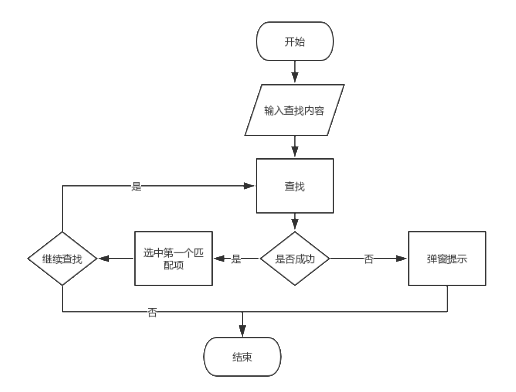 开始
输入查找内容
查找
是
继续查找
选中第一个匹
配项
是
是否成功
否
弹窗提示
否
结束